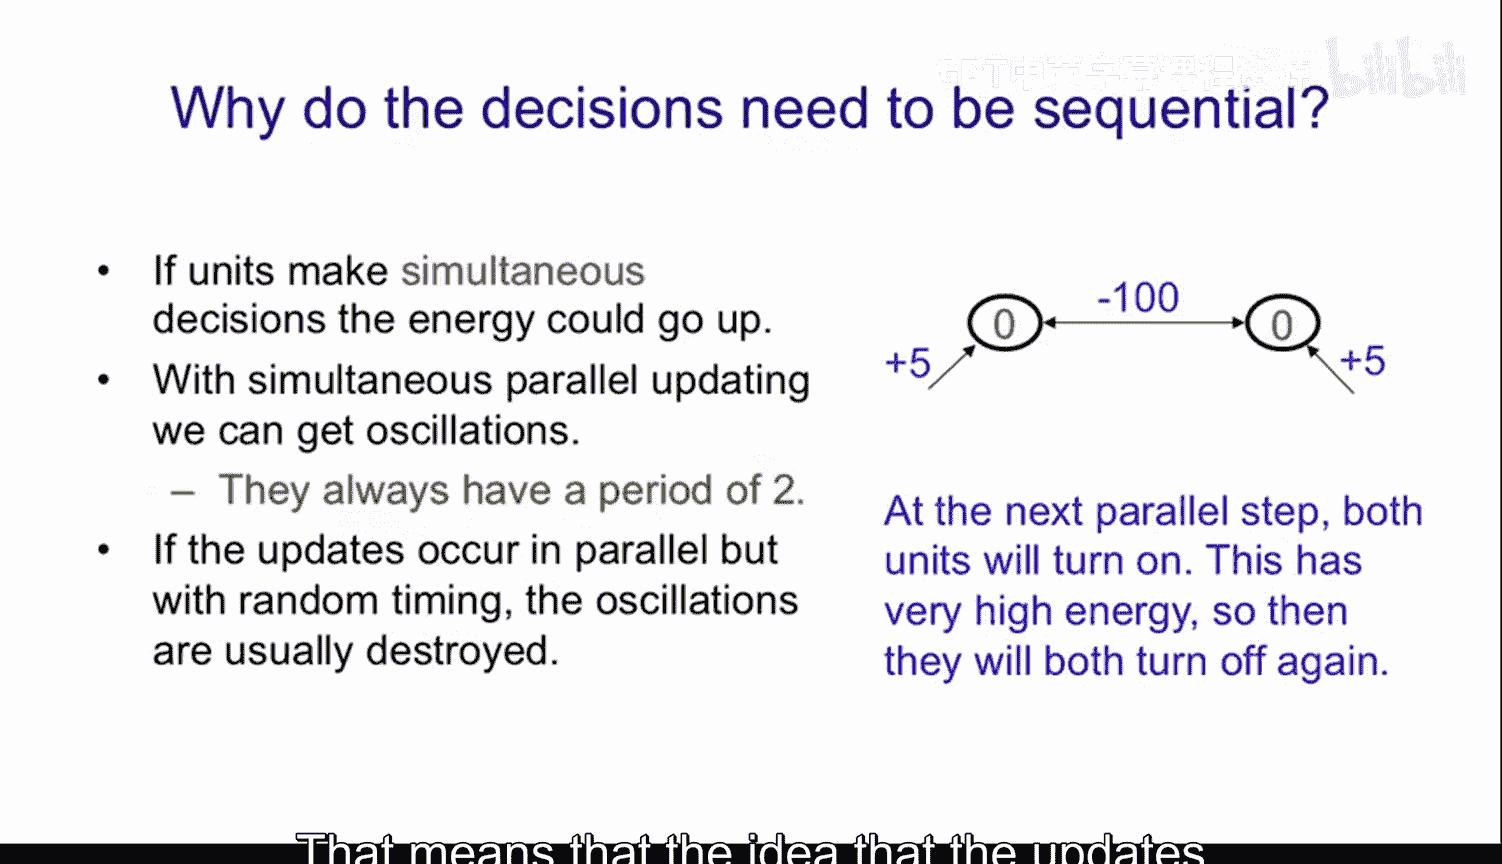 bilibili
Why do the decisions need to be sequential?
• If units make simultaneous
decisions the energy could go up.
• With simultaneous parallel updating
we can get oscillations.
– They always have a period of 2.
• If the updates occur in parallel but
with random timing, the oscillations
are usually destroyed.
-100
0
0
+5
+5
At the next parallel step, both
units will turn on. This has
very high energy, so then
they will both turn off again.
That means that the idea that the updates